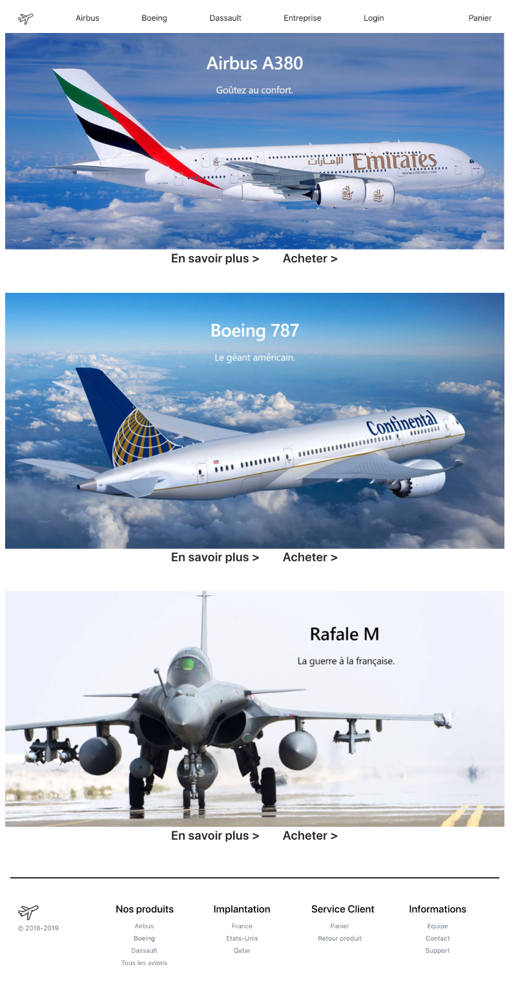 Airbus Boeing Dassault Entreprise Login Panier
Airbus A380
Goûtez au confort.
الإمارات Emirates
www.emirates.com
En savoir plus > Acheter >
Boeing 787
Le géant américain.
Continental
En savoir plus > Acheter >
Rafale M
La guerre à la française.
En savoir plus > Acheter >
Nos produits Implantation Service Client Informations
Airbus France Panier Equipe
© 2018-2019
Boeing Etats-Unis Retour produit Contact
Dassault Qatar Support
Tous les avions